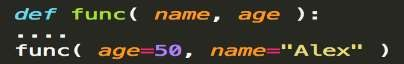 def func( name, age ):
....
func( age=50, name="Alex" )